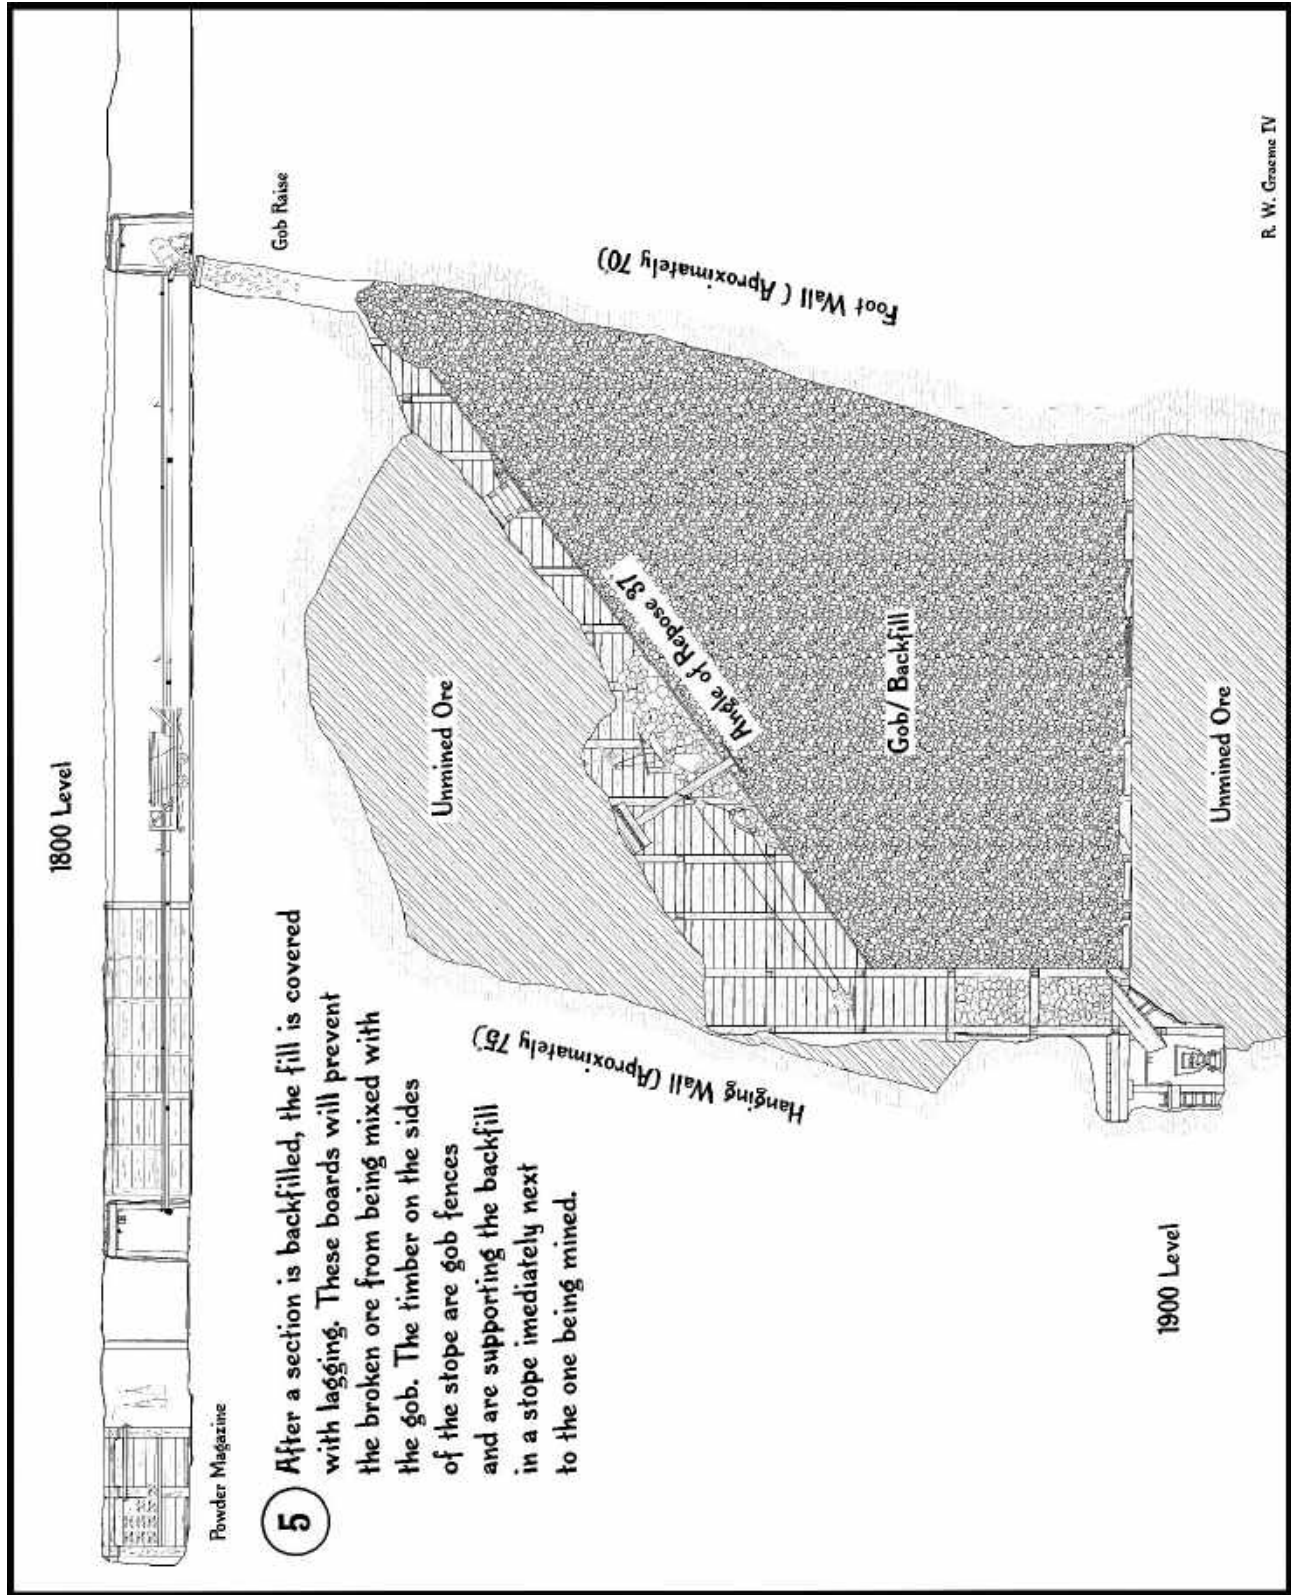 1800 Level
Powder Magazine
Gob Raise
5
After a section is backfilled, the fill is covered
with lagging. These boards will prevent
the broken ore from being mixed with
the gob. The timber on the sides
of the stope are gob fences
and are supporting the backfill
in a stope imediately next
to the one being mined.
Unmined Ore
Foot Wall ( Aproximately 70°)
Hanging Wall (Aproximately 75°)
Angle of Repose 37°
Gob/ Backfill
Unmined Ore
1900 Level
R. W. Graeme IV